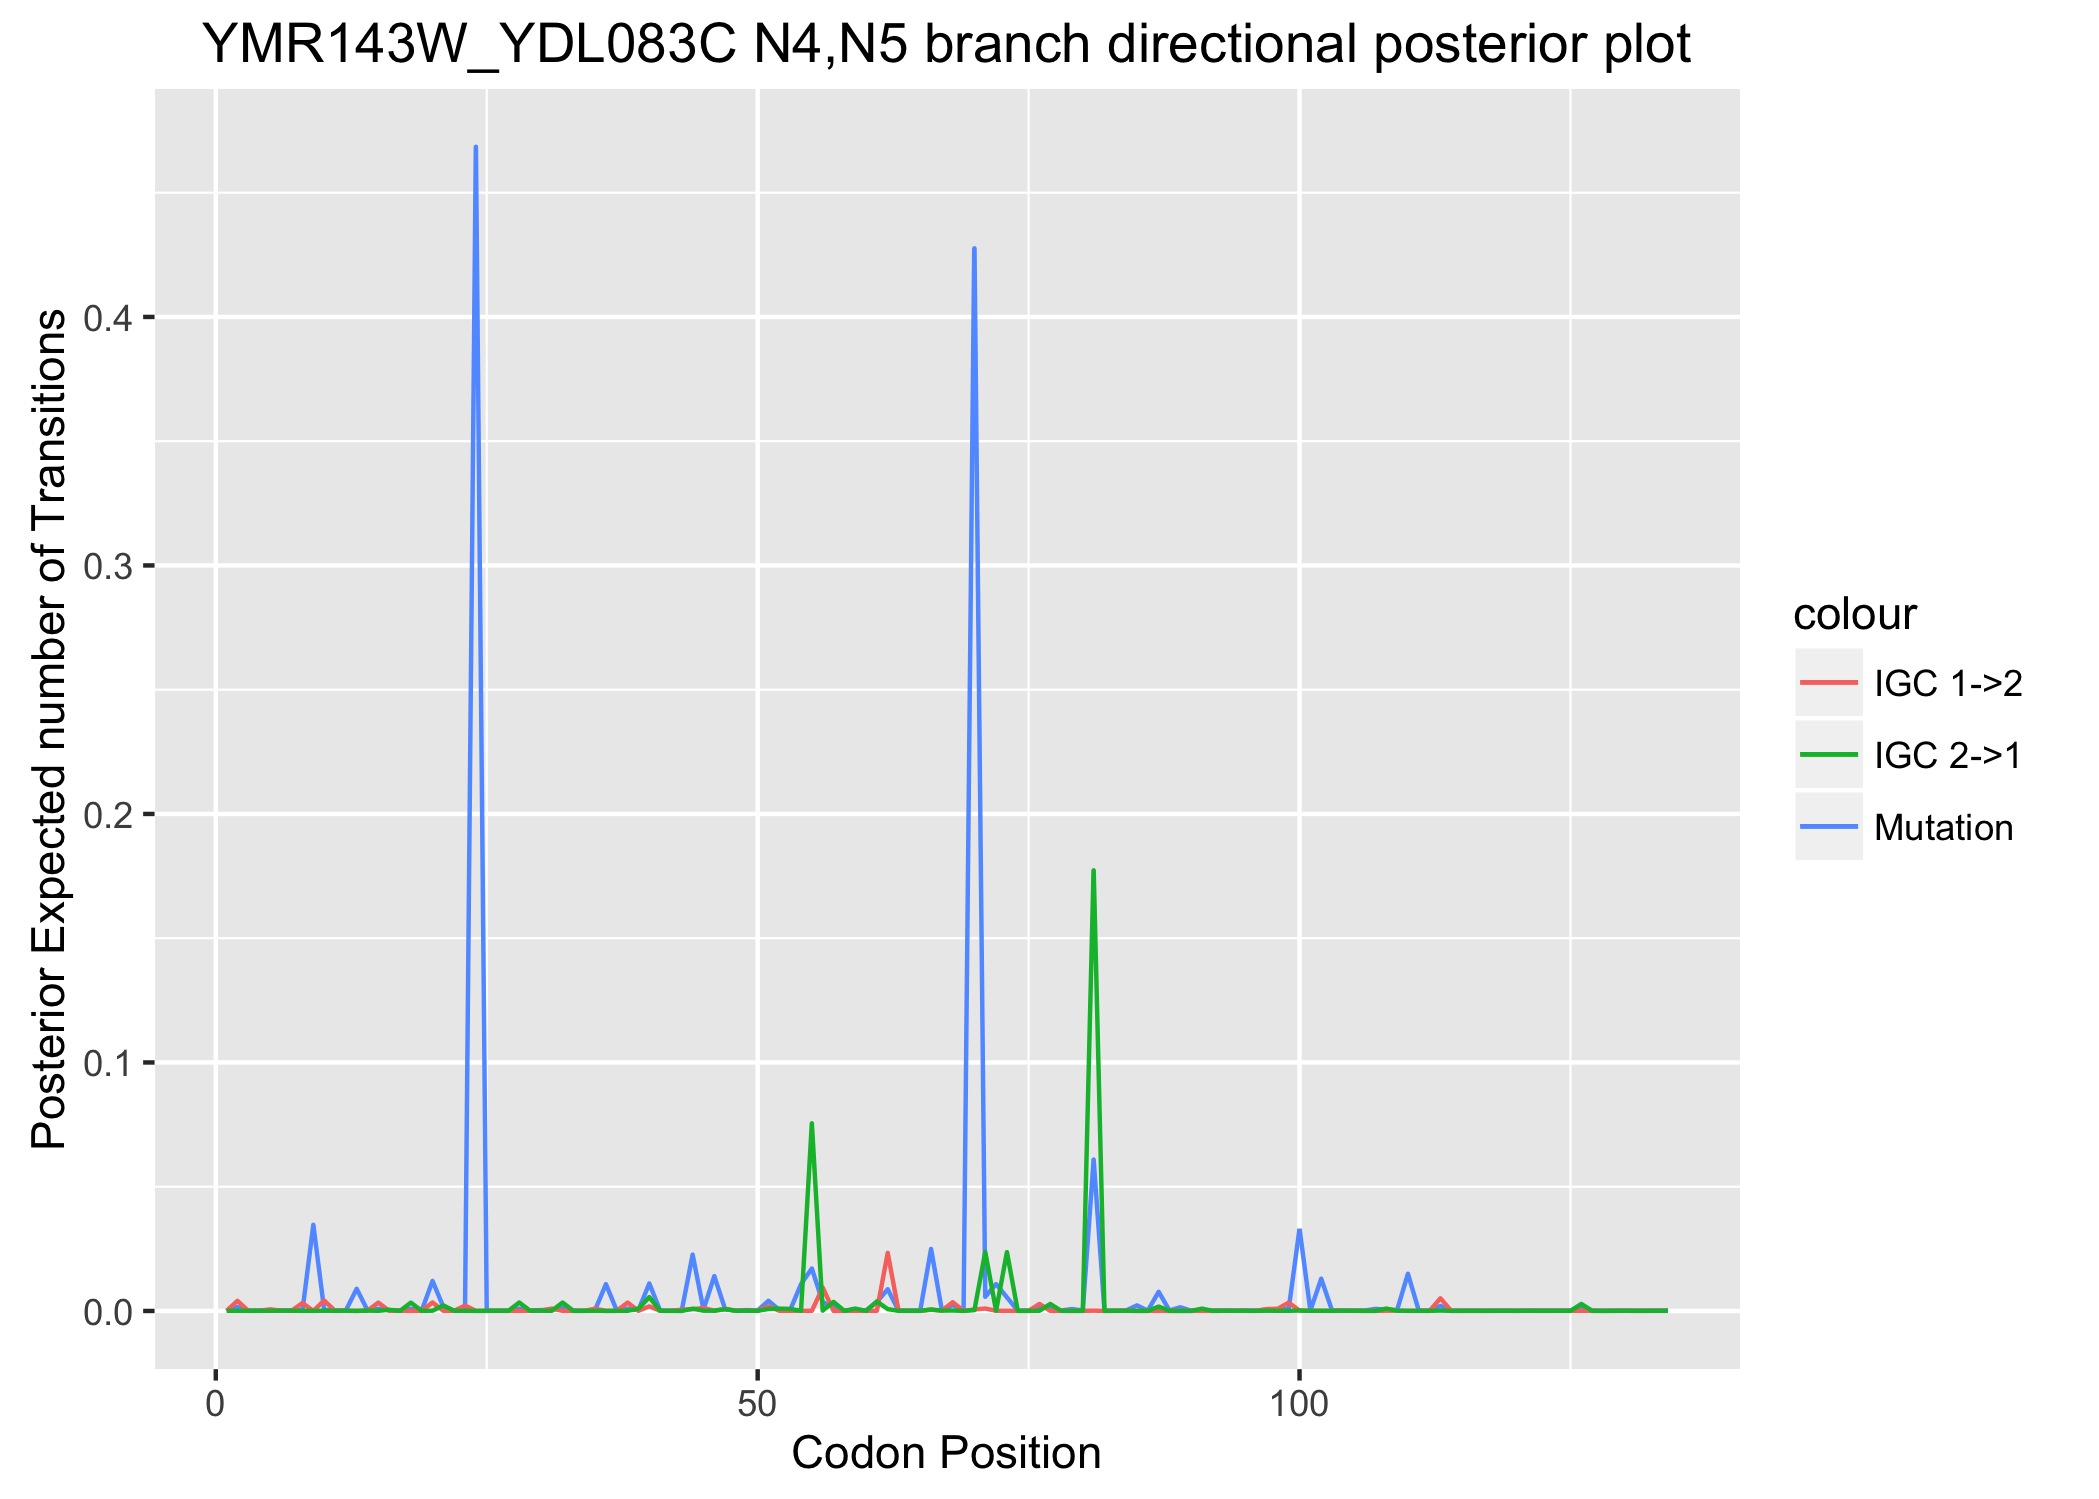 YMR143W_YDL083C N4,N5 branch directional posterior plot
Posterior Expected number of Transitions
0.4
0.3
0.2
0.1
0.0
0 50 100
Codon Position
colour
IGC 1->2
IGC 2->1
Mutation